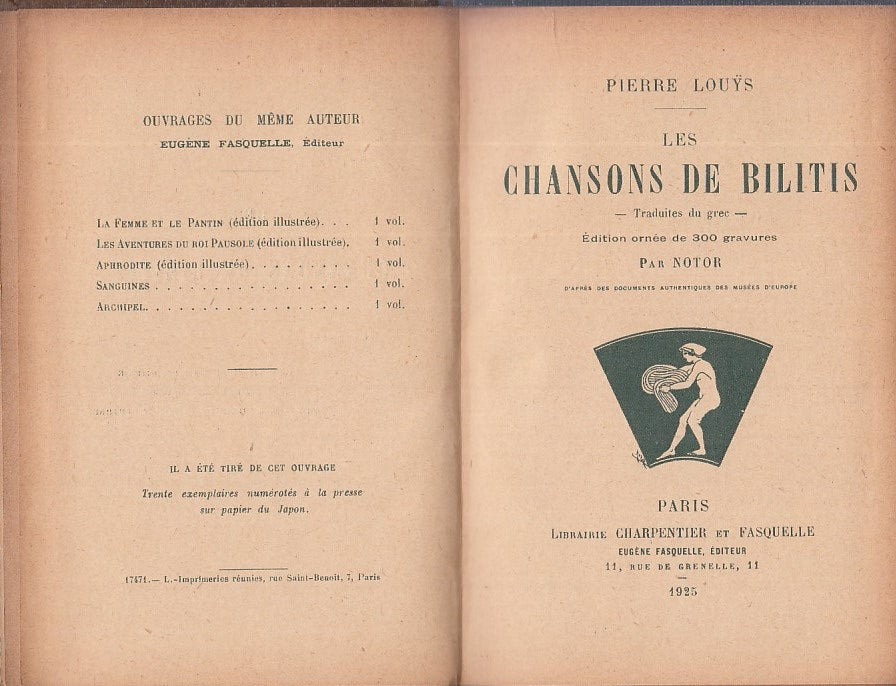 OUVRAGES DU MÊME AUTEUR
EUGÈNE FASQUELLE, Éditeur
LA FEMME ET LE PANTIN (édition illustrée). . . 1 vol.
LES AVENTURES DU ROI PAUSOLE (édition illustrée). 1 vol.
APHRODITE (édition illustrée). . . . . . . . . 1 vol.
SANGUINES . . . . . . . . . . . . . . . . . 1 vol.
ARCHIPEL. . . . . . . . . . . . . . . . . . 1 vol.
IL A ÉTÉ TIRÉ DE CET OUVRAGE
Trente exemplaires numérotés à la presse
sur papier du Japon.
17471. — L.-Imprimeries réunies, rue Saint-Benoît, 7, Paris
PIERRE LOUŸS
LES
CHANSONS DE BILITIS
— Traduites du grec —
Édition ornée de 300 gravures
PAR NOTOR
D'APRÈS DES DOCUMENTS AUTHENTIQUES DES MUSÉES D'EUROPE
PARIS
LIBRAIRIE CHARPENTIER ET FASQUELLE
EUGÈNE FASQUELLE, ÉDITEUR
11, RUE DE GRENELLE, 11
1925